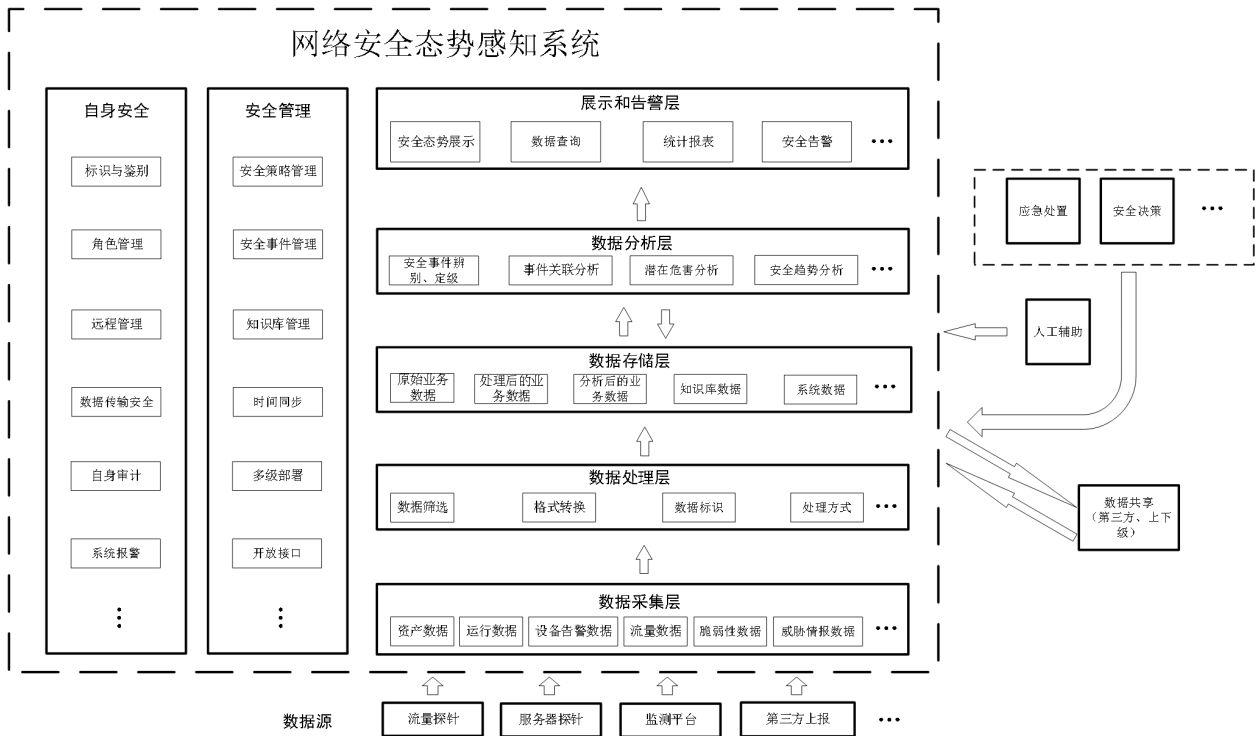 网络安全态势感知系统
自身安全
标识与鉴别
角色管理
远程管理
数据传输安全
自身审计
系统报警
安全管理
安全策略管理
安全事件管理
知识库管理
时间同步
多级部署
开放接口
展示和告警层
安全态势展示
数据查询
统计报表
安全告警
数据分析层
安全事件辨
别、定级
事件关联分析
潜在危害分析
安全趋势分析
数据存储层
原始业务
数据
处理后的业
务数据
分析后的业
务数据
知识库数据
系统数据
数据处理层
数据筛选
格式转换
数据标识
处理方式
数据采集层
资产数据
运行数据
设备告警数据
流量数据
脆弱性数据
威胁情报数据
数据源
流量探针
服务器探针
监测平台
第三方上报
应急处置
安全决策
人工辅助
数据共享
（第三方、上下
级）